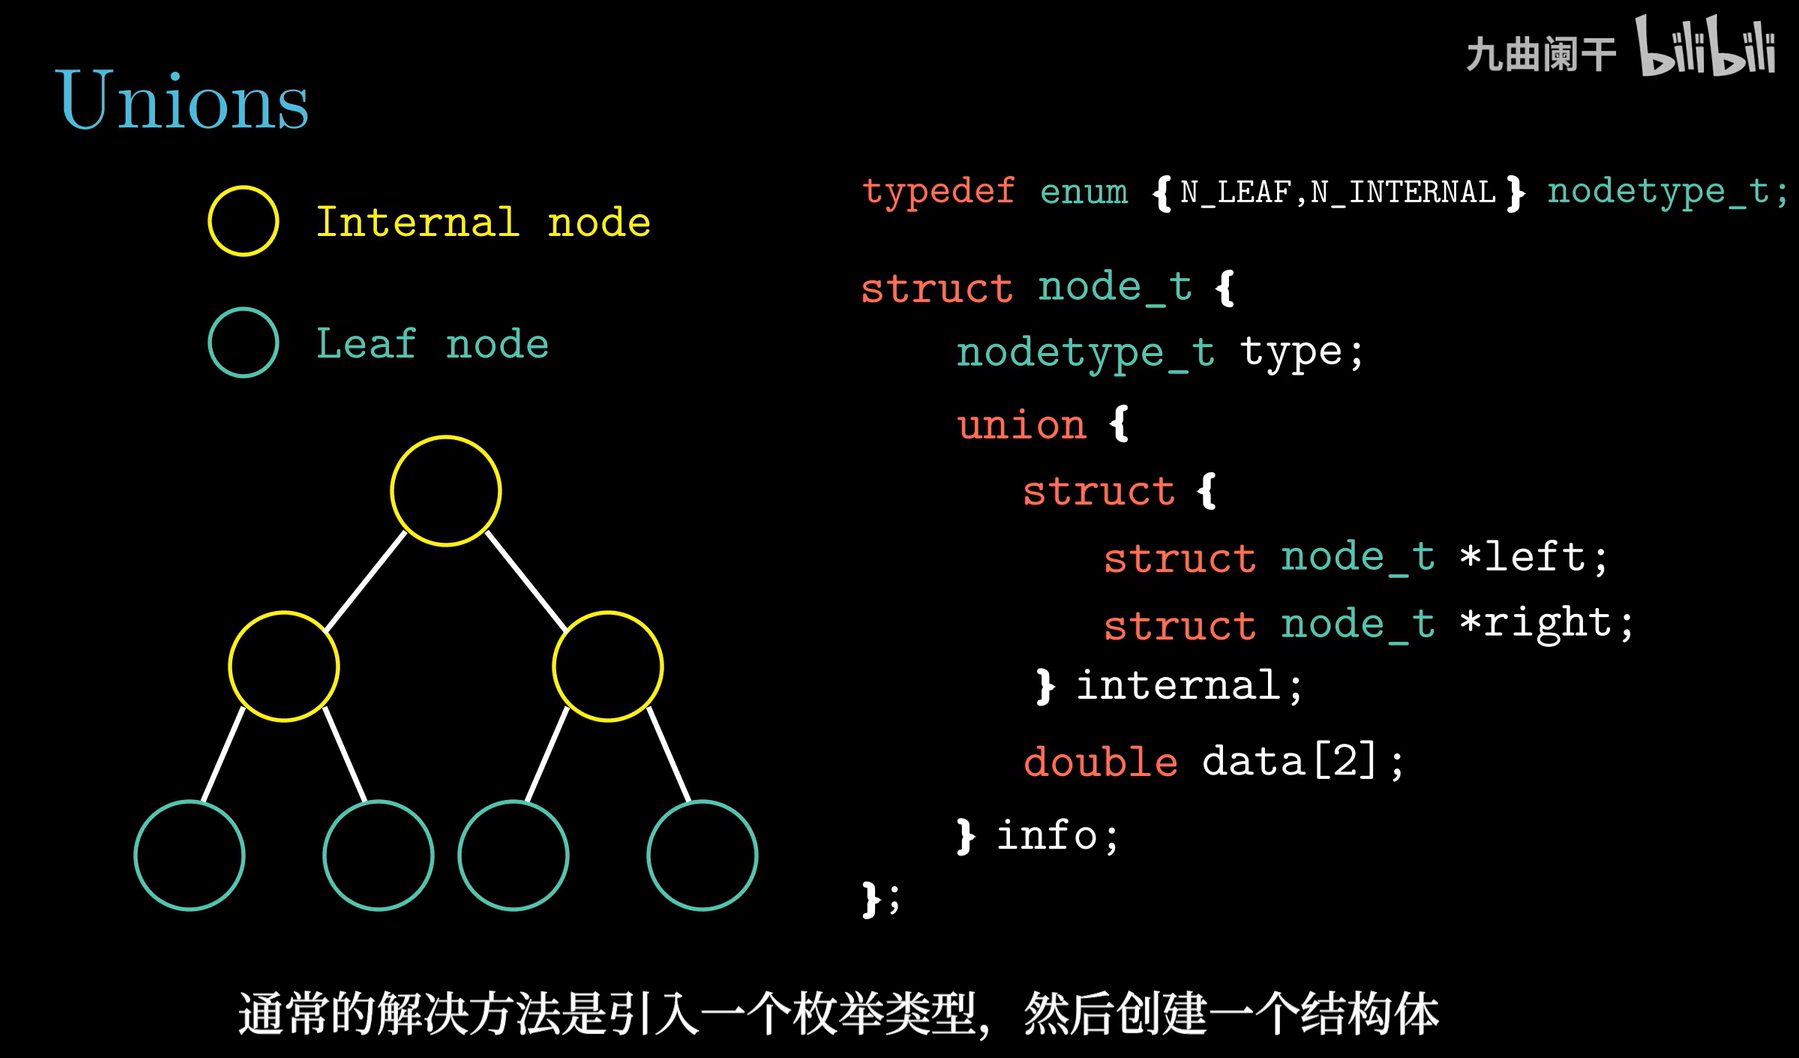 九曲阑干 bilibili
Unions
Internal node
Leaf node
typedef enum {N_LEAF,N_INTERNAL} nodetype_t;
struct node_t {
nodetype_t type;
union {
struct {
struct node_t *left;
struct node_t *right;
} internal;
double data[2];
} info;
};
通常的解决方法是引入一个枚举类型，然后创建一个结构体